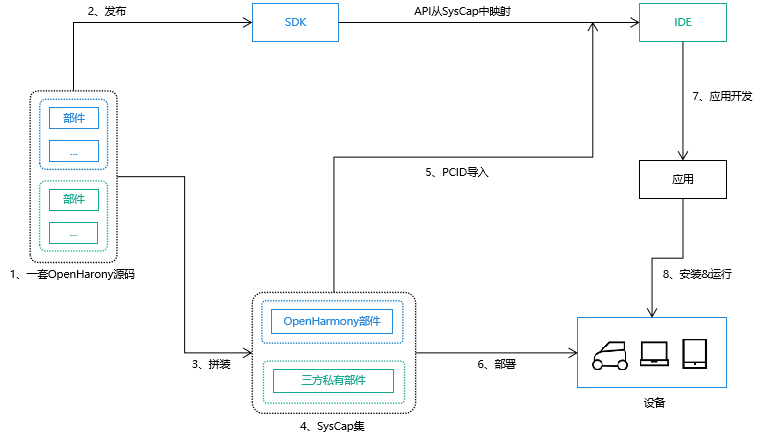 2、发布
SDK
API从SysCap中映射
IDE
7、应用开发
部件
...
部件
...
1、一套OpenHarony源码
5、PCID导入
应用
8、安装&运行
OpenHarmony部件
3、拼装
三方私有部件
6、部署
4、SysCap集
设备